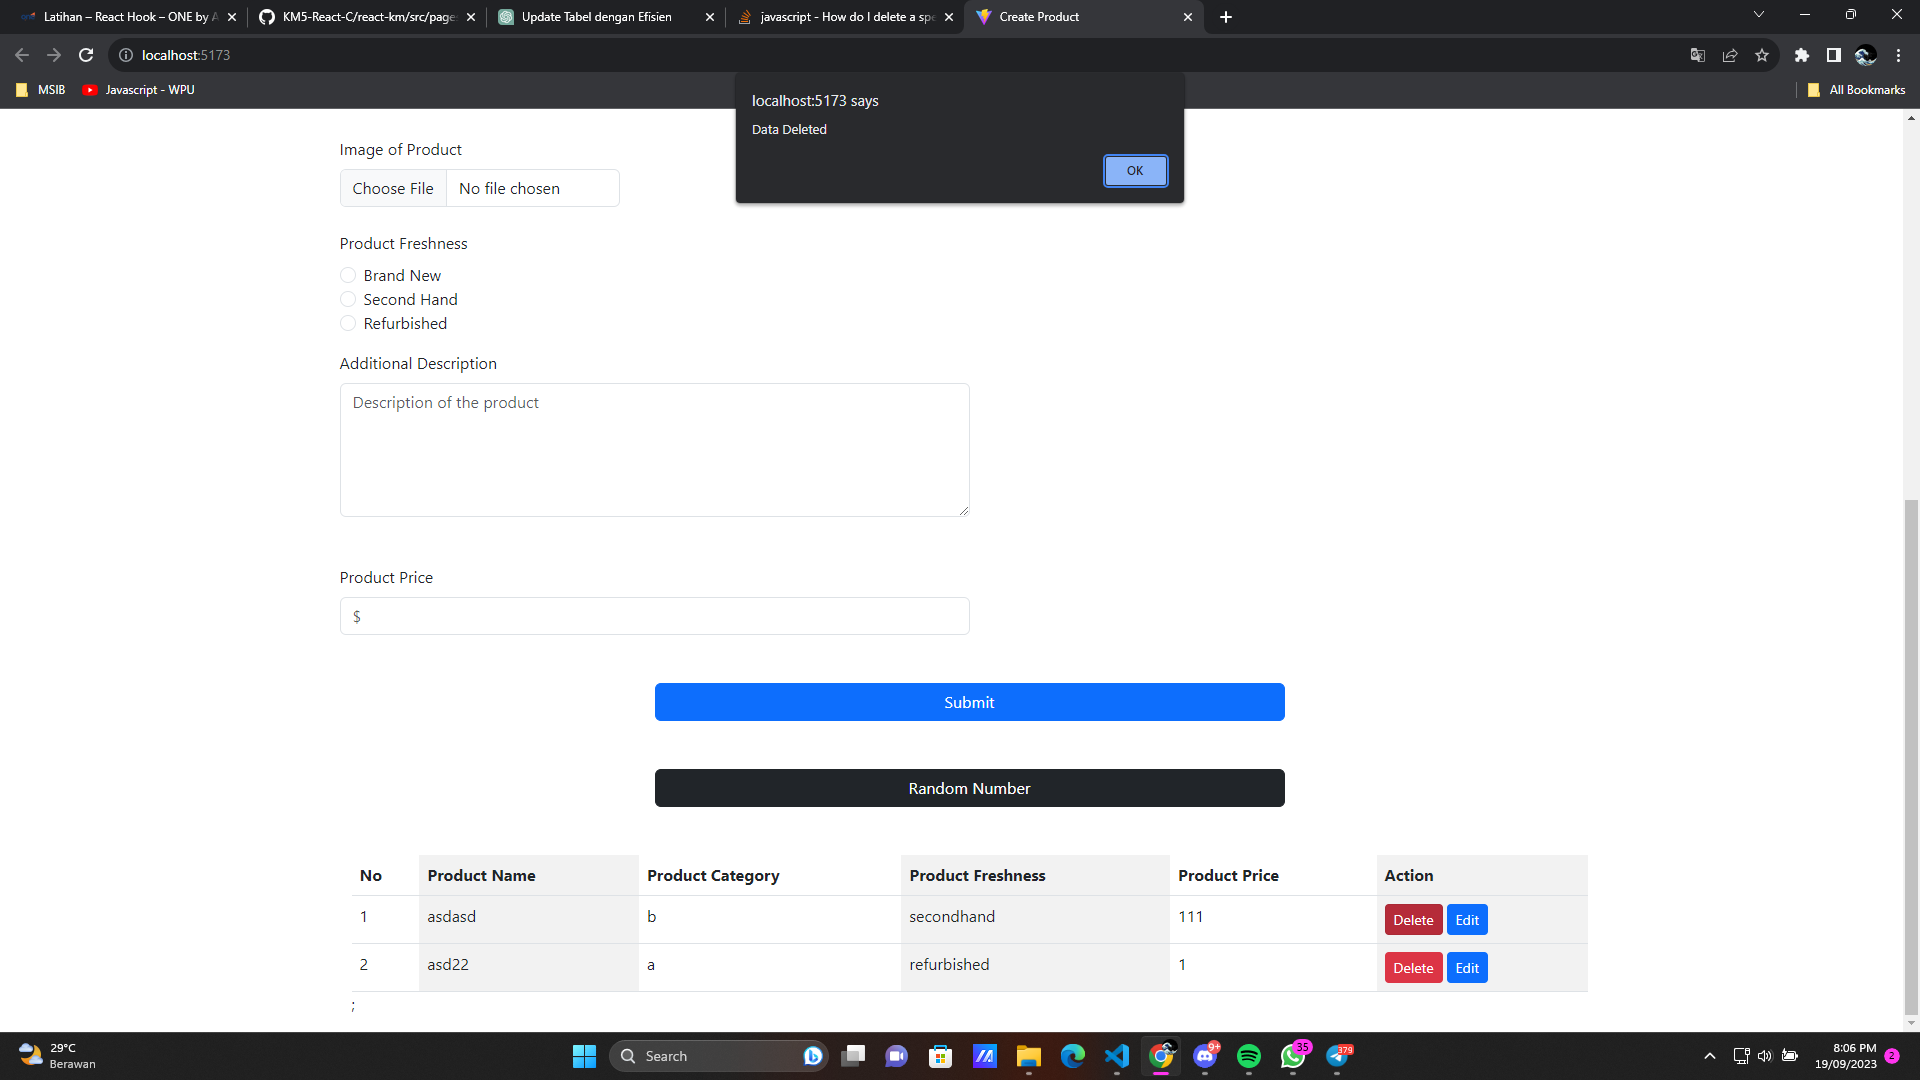 Latihan – React Hook – ONE by A
KM5-React-C/react-km/src/page
Update Tabel dengan Efisien
javascript - How do I delete a spe
Create Product
localhost:5173
MSIB
Javascript - WPU
All Bookmarks
localhost:5173 says
Data Deleted
OK
Image of Product
Choose File No file chosen
Product Freshness
Brand New
Second Hand
Refurbished
Additional Description
Description of the product
Product Price
$
Submit
Random Number
No Product Name Product Category Product Freshness Product Price Action
1 asdasd b secondhand 111 Delete Edit
2 asd22 a refurbished 1 Delete Edit
;
29°C
Berawan
Search
9+
35
379
8:06 PM
19/09/2023
2